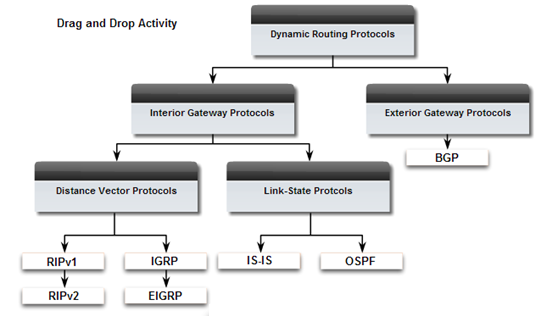 Drag and Drop Activity
Dynamic Routing Protocols
Interior Gateway Protocols
Exterior Gateway Protocols
BGP
Distance Vector Protocols
Link-State Protcols
RIPv1
IGRP
IS-IS
OSPF
RIPv2
EIGRP